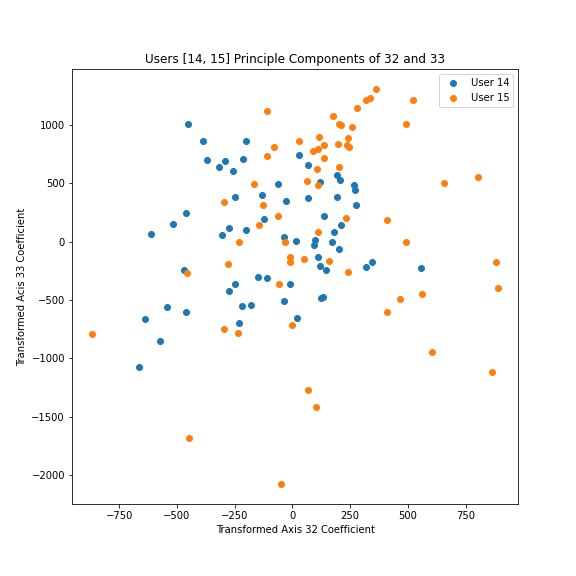 Users [14, 15] Principle Components of 32 and 33
User 14
User 15
1000
500
0
−500
−1000
−1500
−2000
Transformed Acis 33 Coefficient
−750
−500
−250
0
250
500
750
Transformed Axis 32 Coefficient